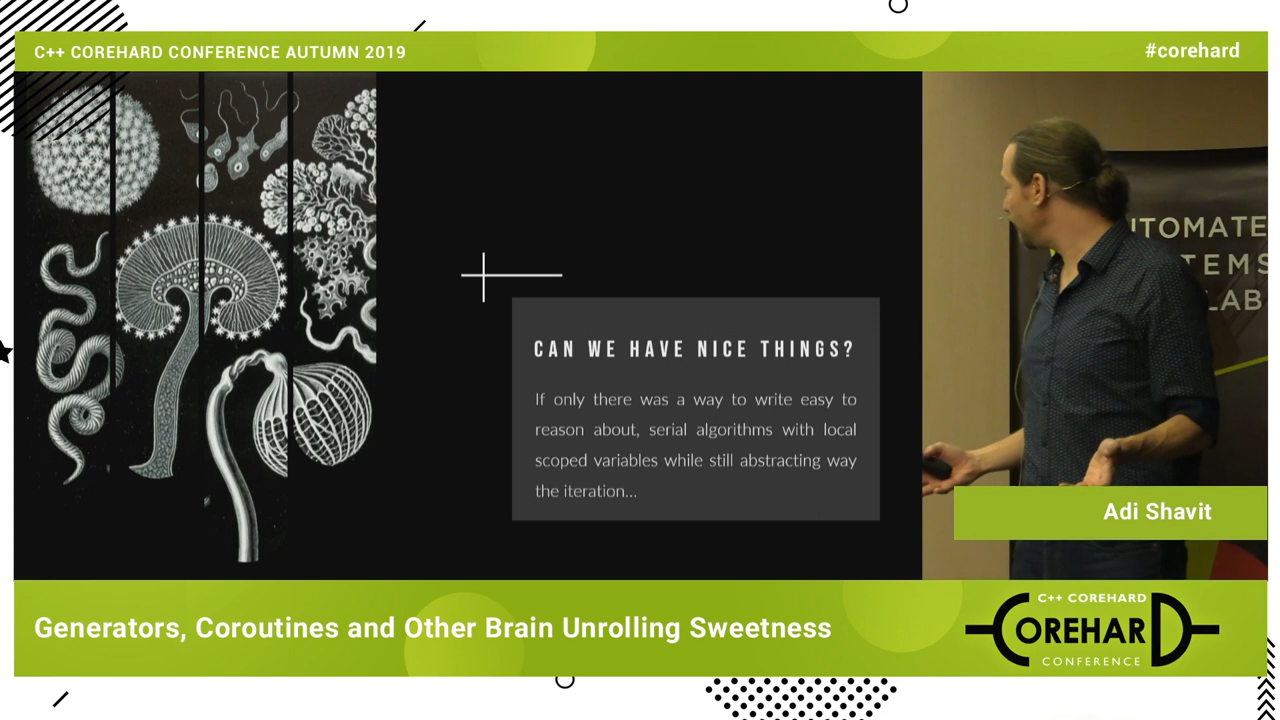 C++ COREHARD CONFERENCE AUTUMN 2019
#corehard
CAN WE HAVE NICE THINGS?
If only there was a way to write easy to
reason about, serial algorithms with local
scoped variables while still abstracting way
the iteration...
UTOMATE
TEMS
LAB
Adi Shavit
Generators, Coroutines and Other Brain Unrolling Sweetness
C++ COREHARD
COREHARD
CONFERENCE